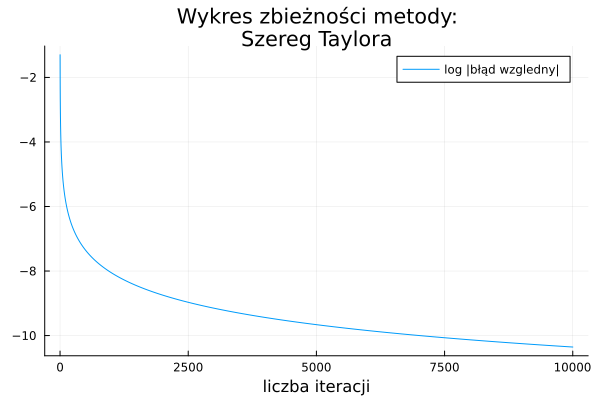 Wykres zbieżności metody:
Szereg Taylora
log |błąd wzgledny|
−2
−4
−6
−8
−10
0
2500
5000
7500
10000
liczba iteracji